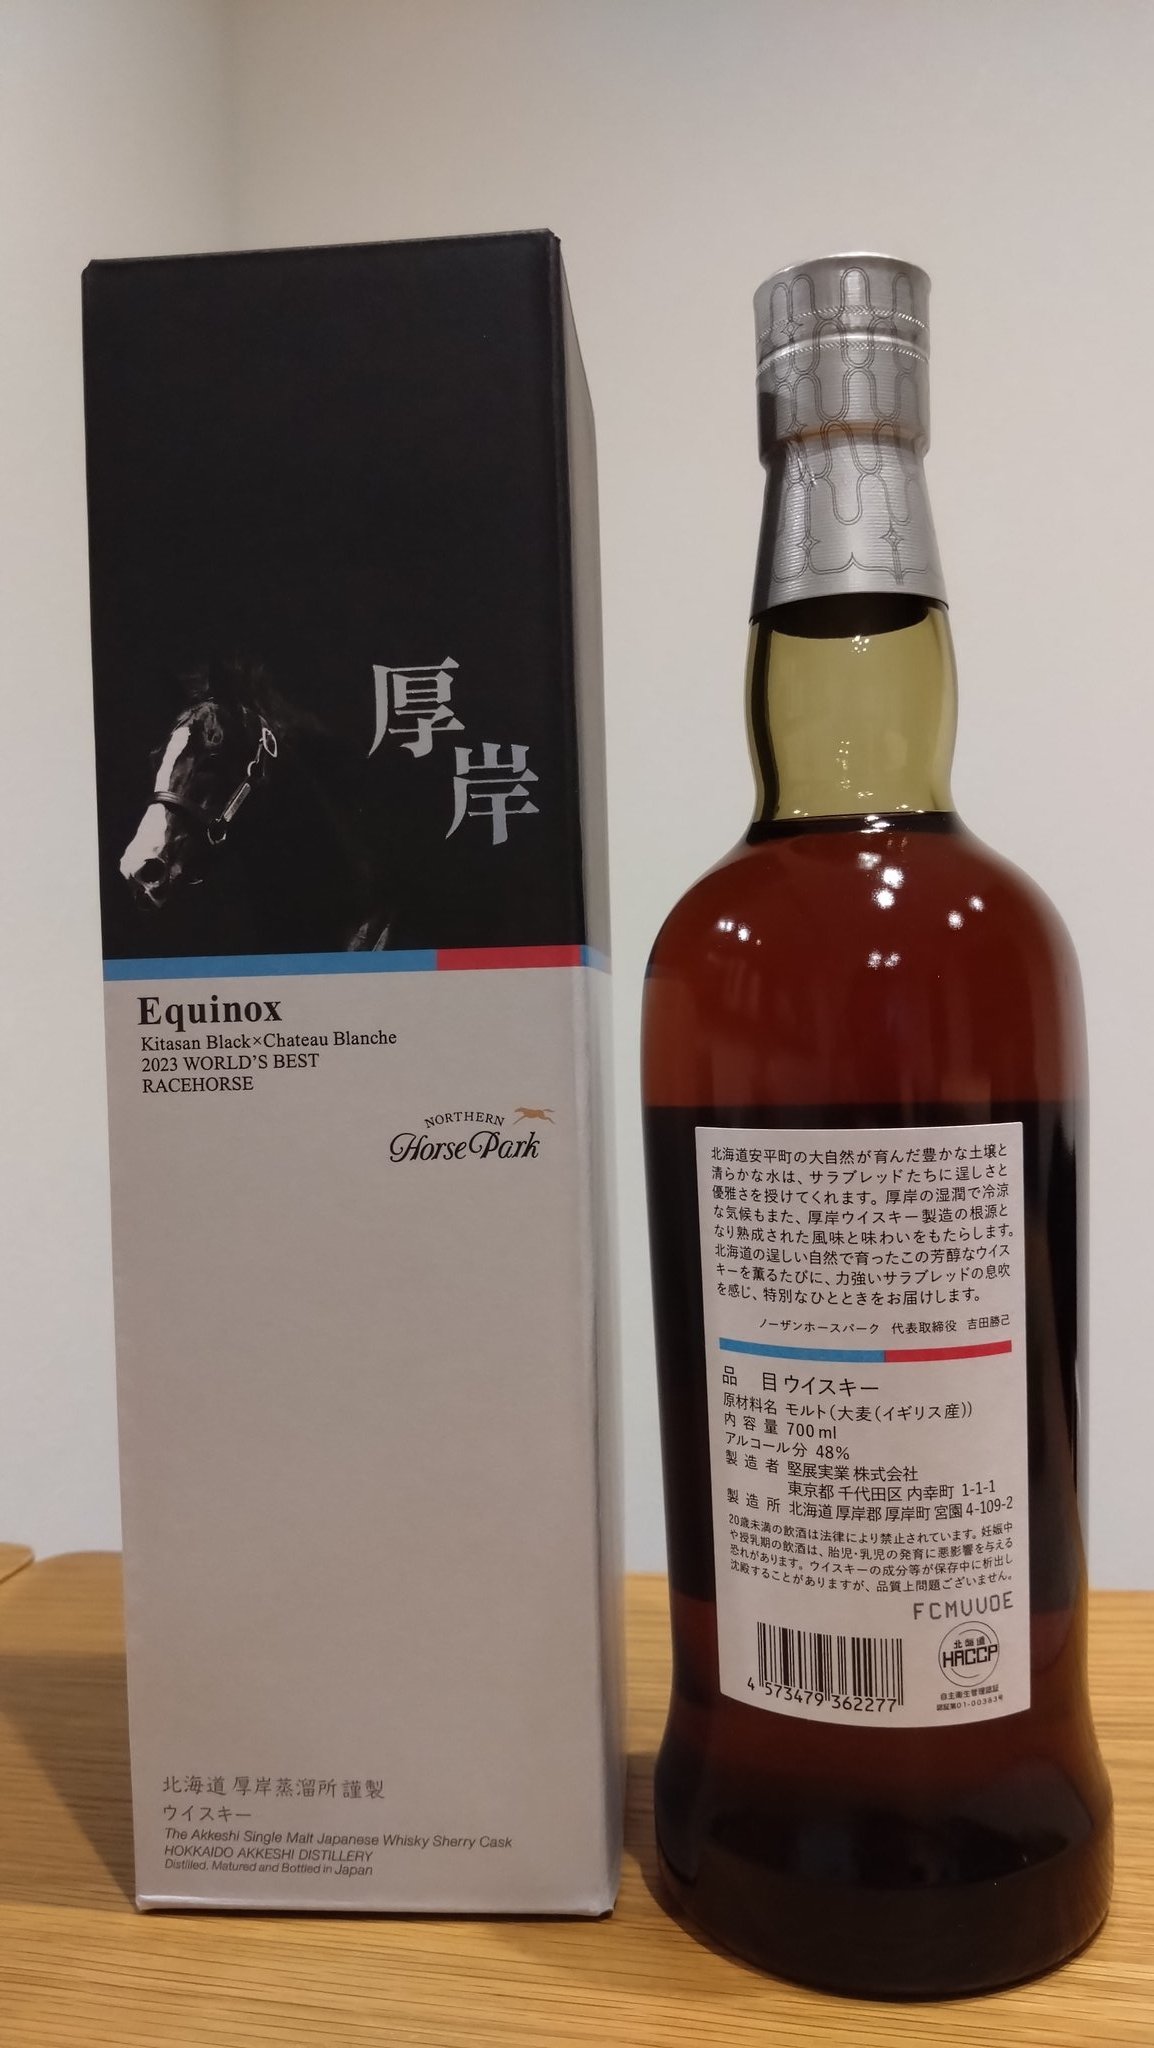 厚岸
Equinox
Kitasan Black×Chateau Blanche
2023 WORLD'S BEST
RACEHORSE
NORTHERN
Horse Park
北海道 厚岸蒸溜所 謹製
ウイスキー
The Akkeshi Single Malt Japanese Whisky Sherry Cask
HOKKAIDO AKKESHI DISTILLERY
Distilled, Matured and Bottled in Japan
北海道安平町の大自然が育んだ豊かな土壌と
清らかな水は、サラブレッドたちに逞しさと
優雅さを授けてくれます。厚岸の湿潤で冷涼
な気候もまた、厚岸ウイスキー製造の根源と
なり熟成された風味と味わいをもたらします。
北海道の逞しい自然で育ったこの芳醇なウイス
キーを薫るたびに、力強いサラブレッドの息吹
を感じ、特別なひとときをお届けします。
ノーザンホースパーク 代表取締役 吉田勝己
品 目 ウイスキー
原材料名 モルト(大麦(イギリス産))
内容量 700ml
アルコール分 48%
製造者 堅展実業 株式会社
東京都 千代田区 内幸町 1-1-1
製造所 北海道 厚岸郡 厚岸町 宮園 4-109-2
20歳未満の飲酒は法律により禁止されています。妊娠中
や授乳期の飲酒は、胎児・乳児の発育に悪影響を与える
恐れがあります。ウイスキーの成分等が保存中に析出し
沈殿することがありますが、品質上問題ございません。
FCMVVOE
4 573479 362277
北海道
HACCP
自主衛生管理認証
認証第01-00383号